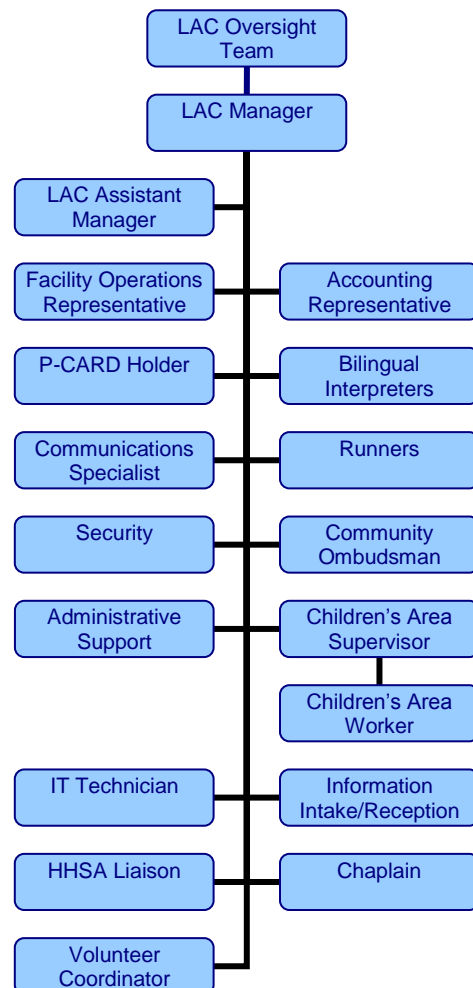 LAC Oversight
Team
LAC Manager
LAC Assistant
Manager
Facility Operations
Representative
Accounting
Representative
P-CARD Holder
Bilingual
Interpreters
Communications
Specialist
Runners
Security
Community
Ombudsman
Administrative
Support
Children’s Area
Supervisor
Children’s Area
Worker
IT Technician
Information
Intake/Reception
HHSA Liaison
Chaplain
Volunteer
Coordinator